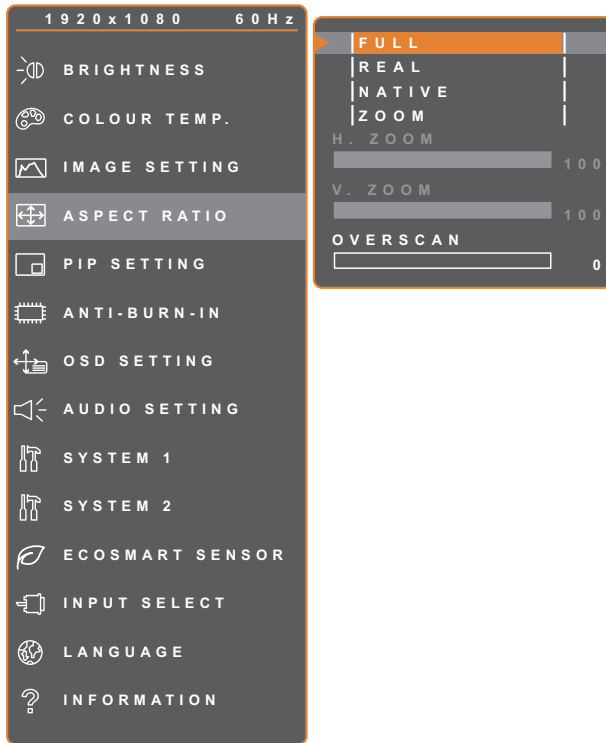 1920x1080 60Hz
BRIGHTNESS
COLOUR TEMP.
IMAGE SETTING
ASPECT RATIO
PIP SETTING
ANTI-BURN-IN
OSD SETTING
AUDIO SETTING
SYSTEM 1
SYSTEM 2
ECOSMART SENSOR
INPUT SELECT
LANGUAGE
INFORMATION
FULL
REAL
NATIVE
ZOOM
H. ZOOM
100
V. ZOOM
100
OVERSCAN
0